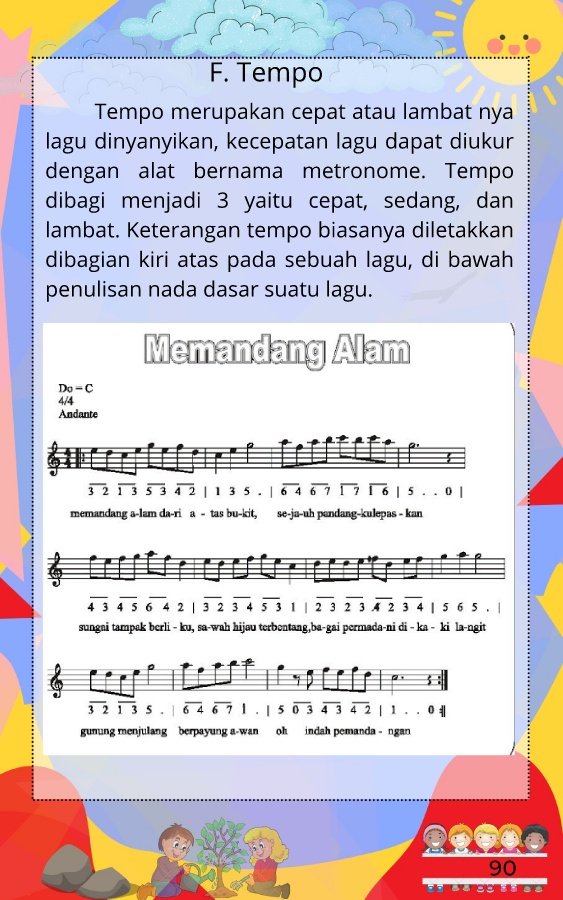 F. Tempo
Tempo merupakan cepat atau lambat nya
lagu dinyanyikan, kecepatan lagu dapat diukur
dengan alat bernama metronome. Tempo
dibagi menjadi 3 yaitu cepat, sedang, dan
lambat. Keterangan tempo biasanya diletakkan
dibagian kiri atas pada sebuah lagu, di bawah
penulisan nada dasar suatu lagu.
Memandang Alam
Do = C
4/4
Andante
3 2 1 3 5 3 4 2 | 1 3 5 . | 6 4 6 7 1 7 1 6 | 5 . . 0 |
memandang a-lam da-ri a - tas bu-kit, se-ja-uh pandang-kulepas - kan
4 3 4 5 6 4 2 | 3 2 3 4 5 3 1 | 2 3 2 3 4 2 3 4 | 5 6 5 . |
sungai tampak berli - ku, sa-wah hijau terbentang,ba-gai permada-ni di - ka - ki la-ngit
3 2 1 3 5 . | 6 4 6 7 1 . | 5 0 3 4 3 4 2 | 1 . . 0 :||
gunung menjulang berpayung a-wan oh indah pemanda - ngan
90